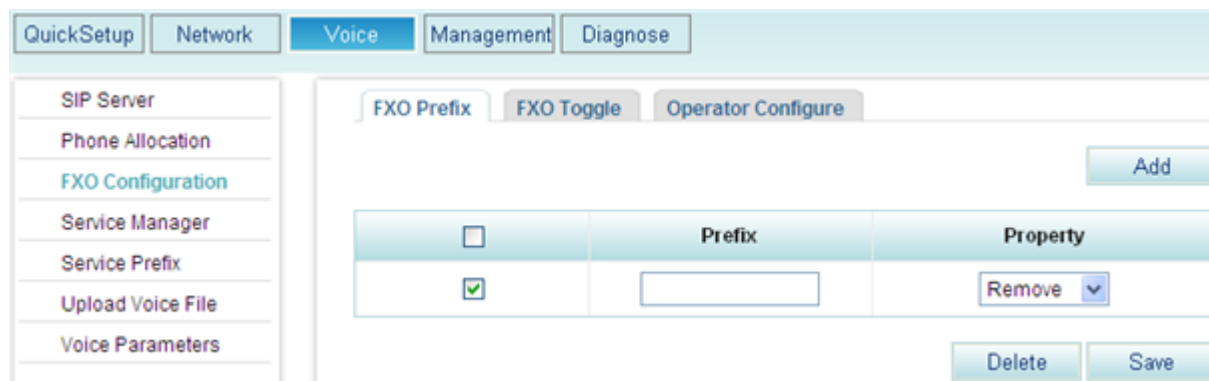 QuickSetup Network Voice Management Diagnose
SIP Server
Phone Allocation
FXO Configuration
Service Manager
Service Prefix
Upload Voice File
Voice Parameters
FXO Prefix FXO Toggle Operator Configure
Add
Prefix Property
Remove
Delete Save